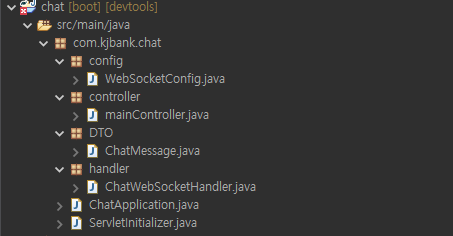 chat [boot] [devtools]
src/main/java
com.kjbank.chat
config
WebSocketConfig.java
controller
mainController.java
DTO
ChatMessage.java
handler
ChatWebSocketHandler.java
ChatApplication.java
ServletInitializer.java